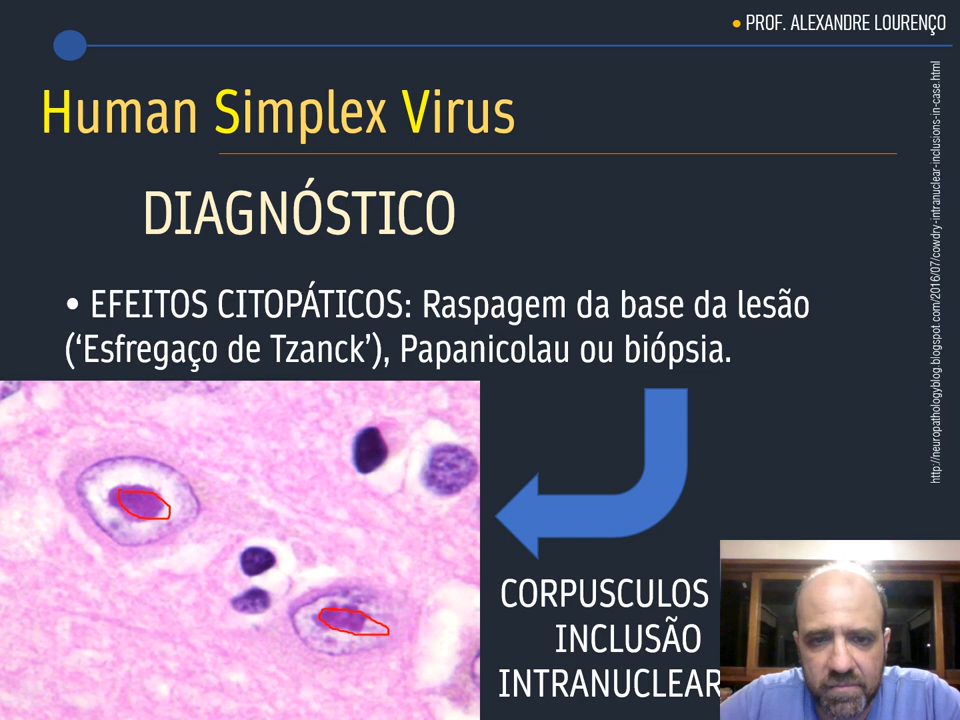 • PROF. ALEXANDRE LOURENÇO
Human Simplex Virus
DIAGNÓSTICO
• EFEITOS CITOPÁTICOS: Raspagem da base da lesão
(‘Esfregaço de Tzanck’), Papanicolau ou biópsia.
CORPUSCULOS
INCLUSÃO
INTRANUCLEAR
http://neuropathologyblog.blogspot.com/2016/07/cowdry-intranuclear-inclusions-in-case.html